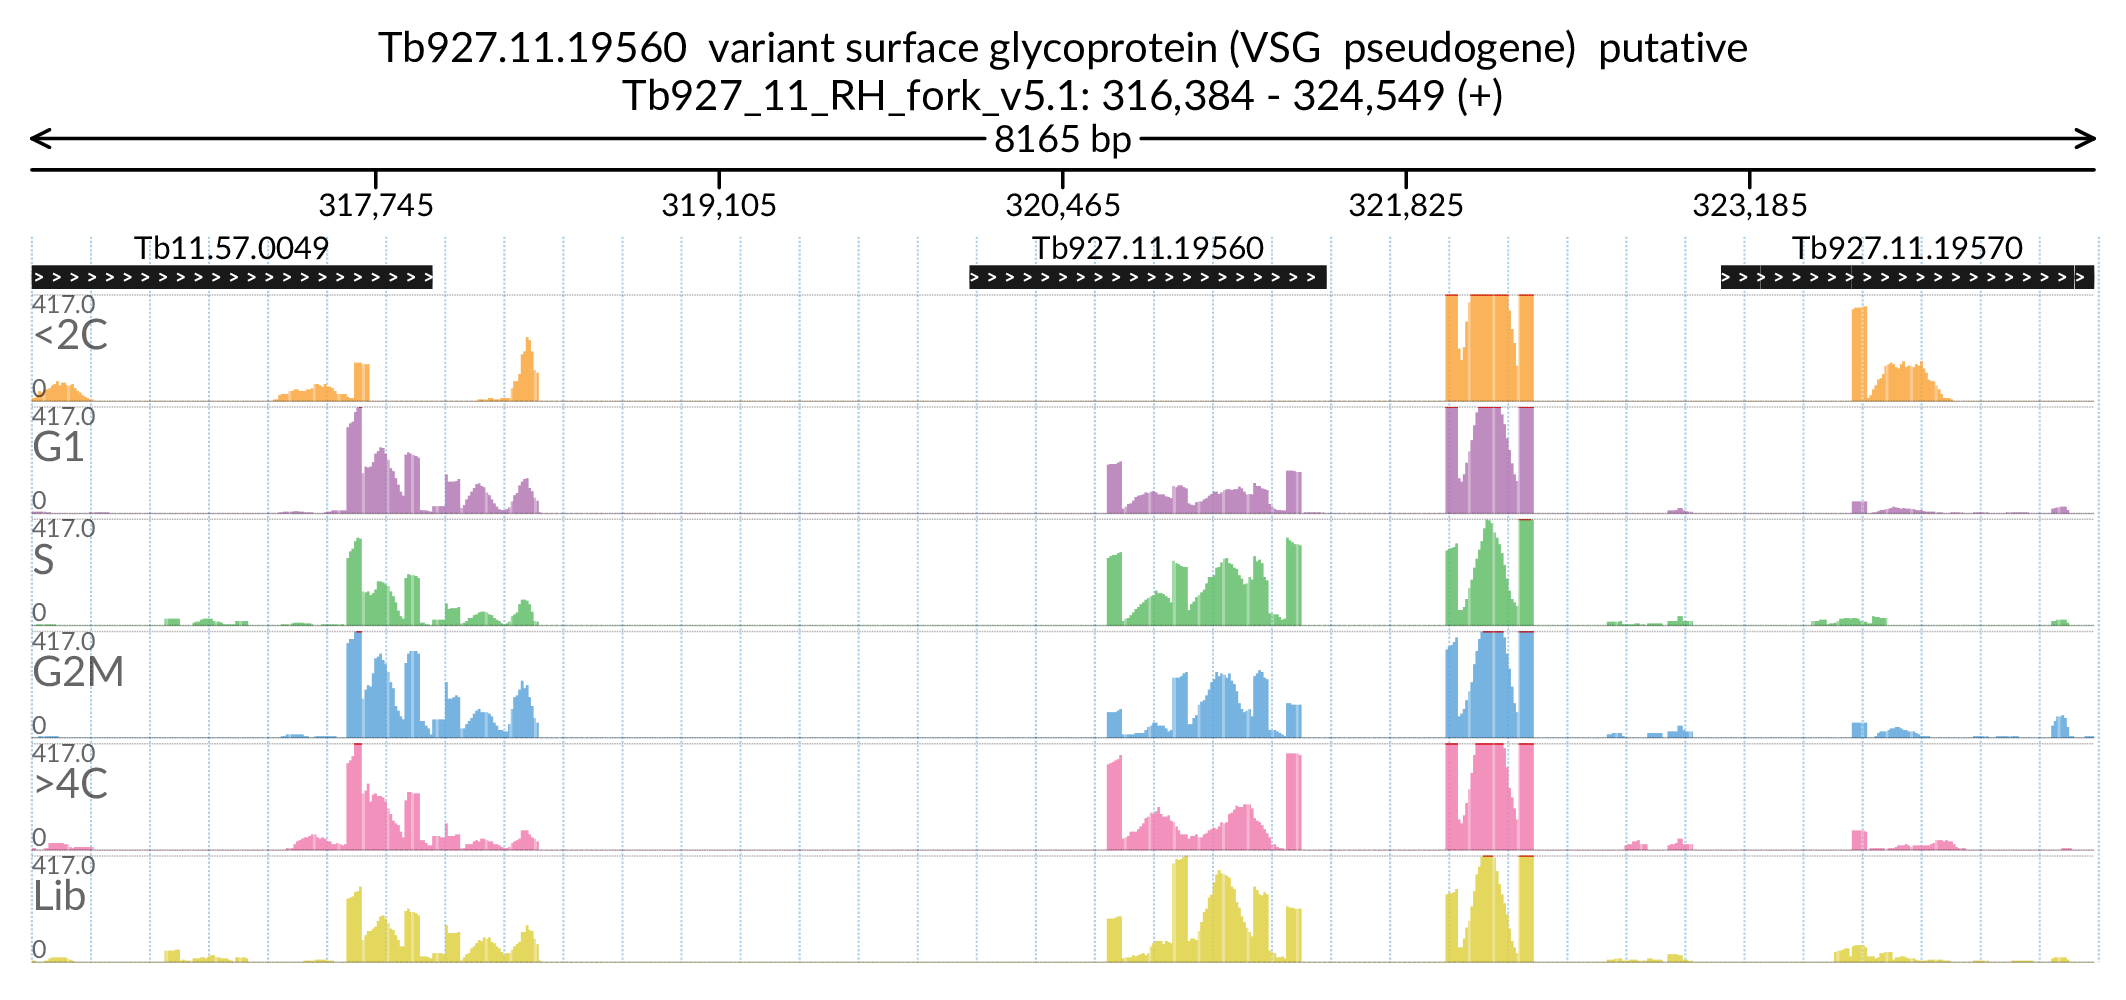 Tb927.11.19560 variant surface glycoprotein (VSG pseudogene) putative
Tb927_11_RH_fork_v5.1: 316,384 - 324,549 (+)
8165 bp
317,745 319,105 320,465 321,825 323,185
Tb11.57.0049 Tb927.11.19560 Tb927.11.19570
417.0
<2C
0
417.0
G1
0
417.0
S
0
417.0
G2M
0
417.0
>4C
0
417.0
Lib
0